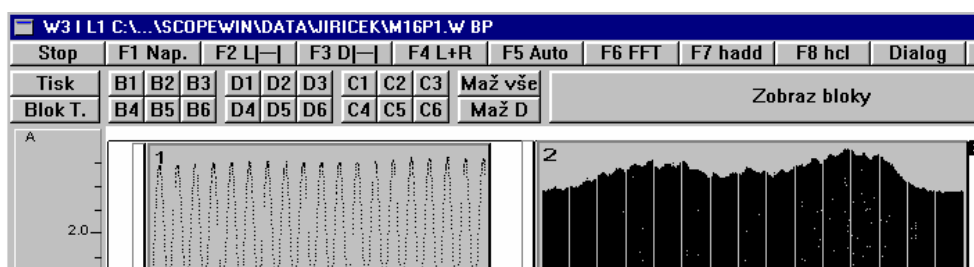 W3 I L1 C:\...\SCOPEWIN\DATA\JIRICEK\M16P1.W BP
Stop F1 Nap. F2 L|—| F3 D|—| F4 L+R F5 Auto F6 FFT F7 hadd F8 hcl Dialog
Tisk B1 B2 B3 D1 D2 D3 C1 C2 C3 Maž vše
Zobraz bloky
Blok T. B4 B5 B6 D4 D5 D6 C4 C5 C6 Maž D
A
1 2
2.0